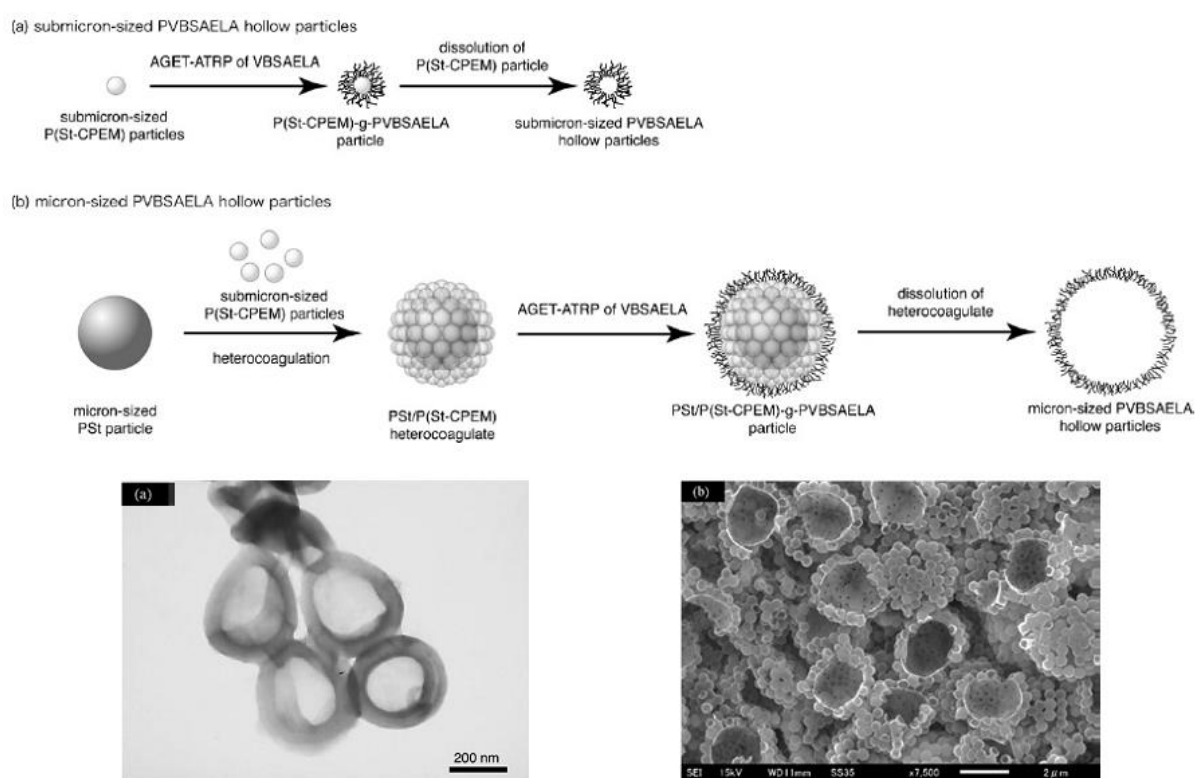 (a) submicron-sized PVBSAELA hollow particles
AGET-ATRP of VBSAELA
dissolution of
P(St-CPEM) particle
submicron-sized
P(St-CPEM) particles
P(St-CPEM)-g-PVBSAELA
particle
submicron-sized PVBSAELA
hollow particles
(b) micron-sized PVBSAELA hollow particles
submicron-sized
P(St-CPEM) particles
heterocoagulation
AGET-ATRP of VBSAELA
dissolution of
heterocoagulate
micron-sized
PSt particle
PSt/P(St-CPEM)
heterocoagulate
PSt/P(St-CPEM)-g-PVBSAELA
particle
micron-sized PVBSAELA
hollow particles
(a)
200 nm
(b)
SEI 15kV WD11mm SS35 x7,500 2μm